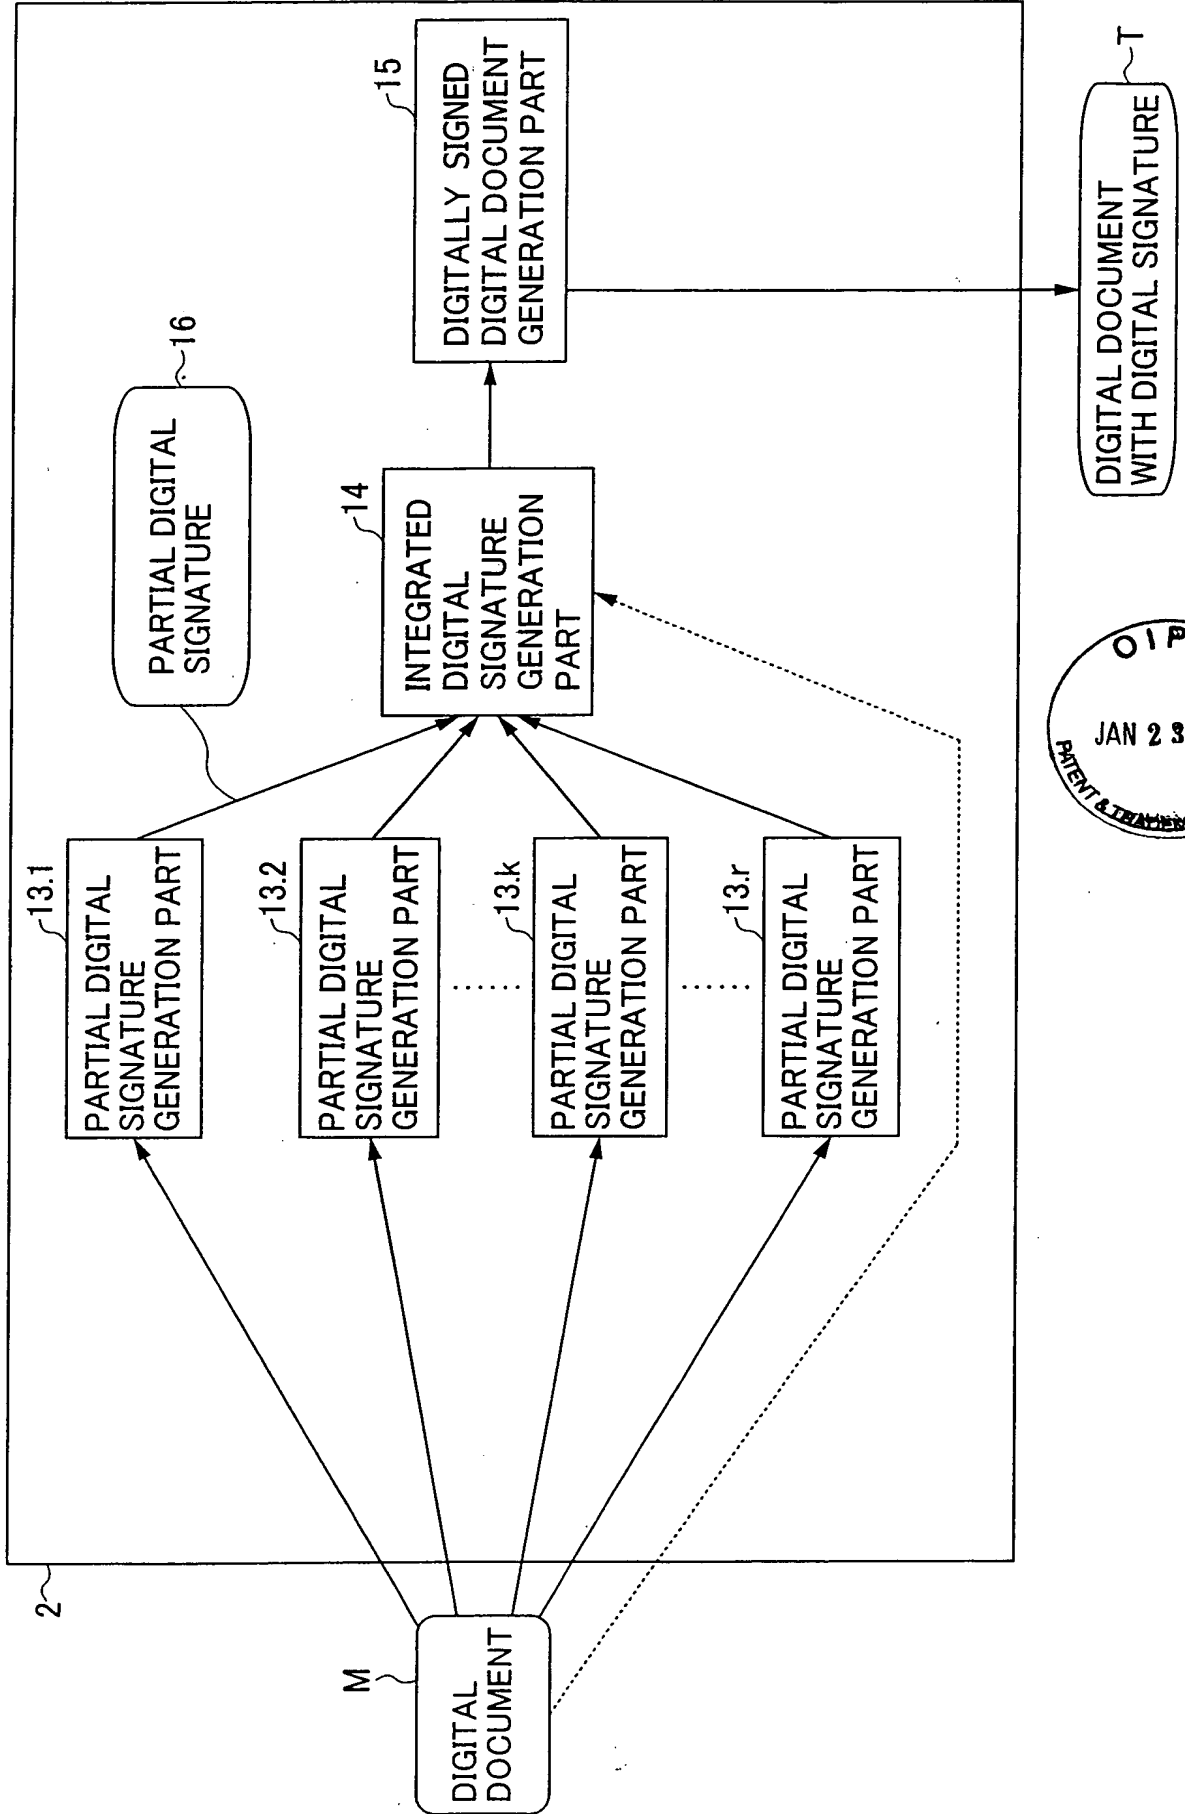 2
M
DIGITAL
DOCUMENT
13.1
PARTIAL DIGITAL
SIGNATURE
GENERATION PART
13.2
PARTIAL DIGITAL
SIGNATURE
GENERATION PART
13.k
PARTIAL DIGITAL
SIGNATURE
GENERATION PART
13.r
PARTIAL DIGITAL
SIGNATURE
GENERATION PART
16
PARTIAL DIGITAL
SIGNATURE
14
INTEGRATED
DIGITAL
SIGNATURE
GENERATION
PART
15
DIGITALLY SIGNED
DIGITAL DOCUMENT
GENERATION PART
T
DIGITAL DOCUMENT
WITH DIGITAL SIGNATURE
OIP
JAN 23
PATENT &